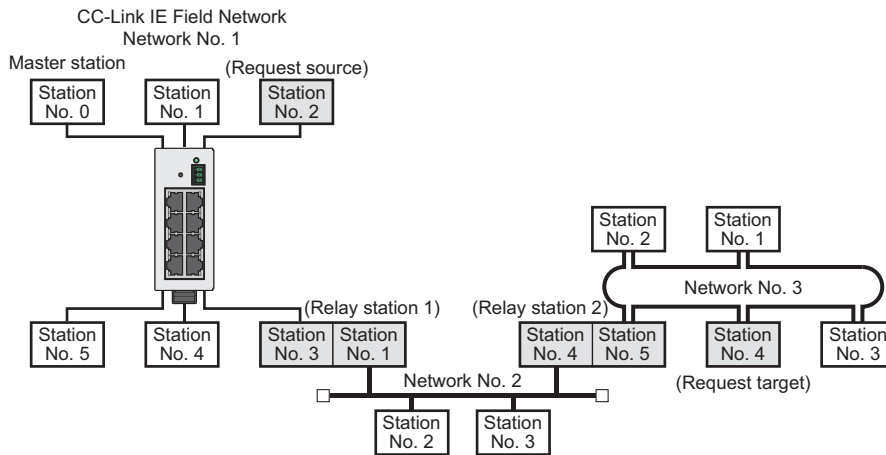 CC-Link IE Field Network
Network No. 1
Master station
(Request source)
Station
No. 0
Station
No. 1
Station
No. 2
Station
No. 2
Station
No. 1
Network No. 3
(Relay station 1)
(Relay station 2)
Station
No. 5
Station
No. 4
Station
No. 3
Station
No. 1
Station
No. 4
Station
No. 5
Station
No. 4
Station
No. 3
(Request target)
Network No. 2
Station
No. 2
Station
No. 3